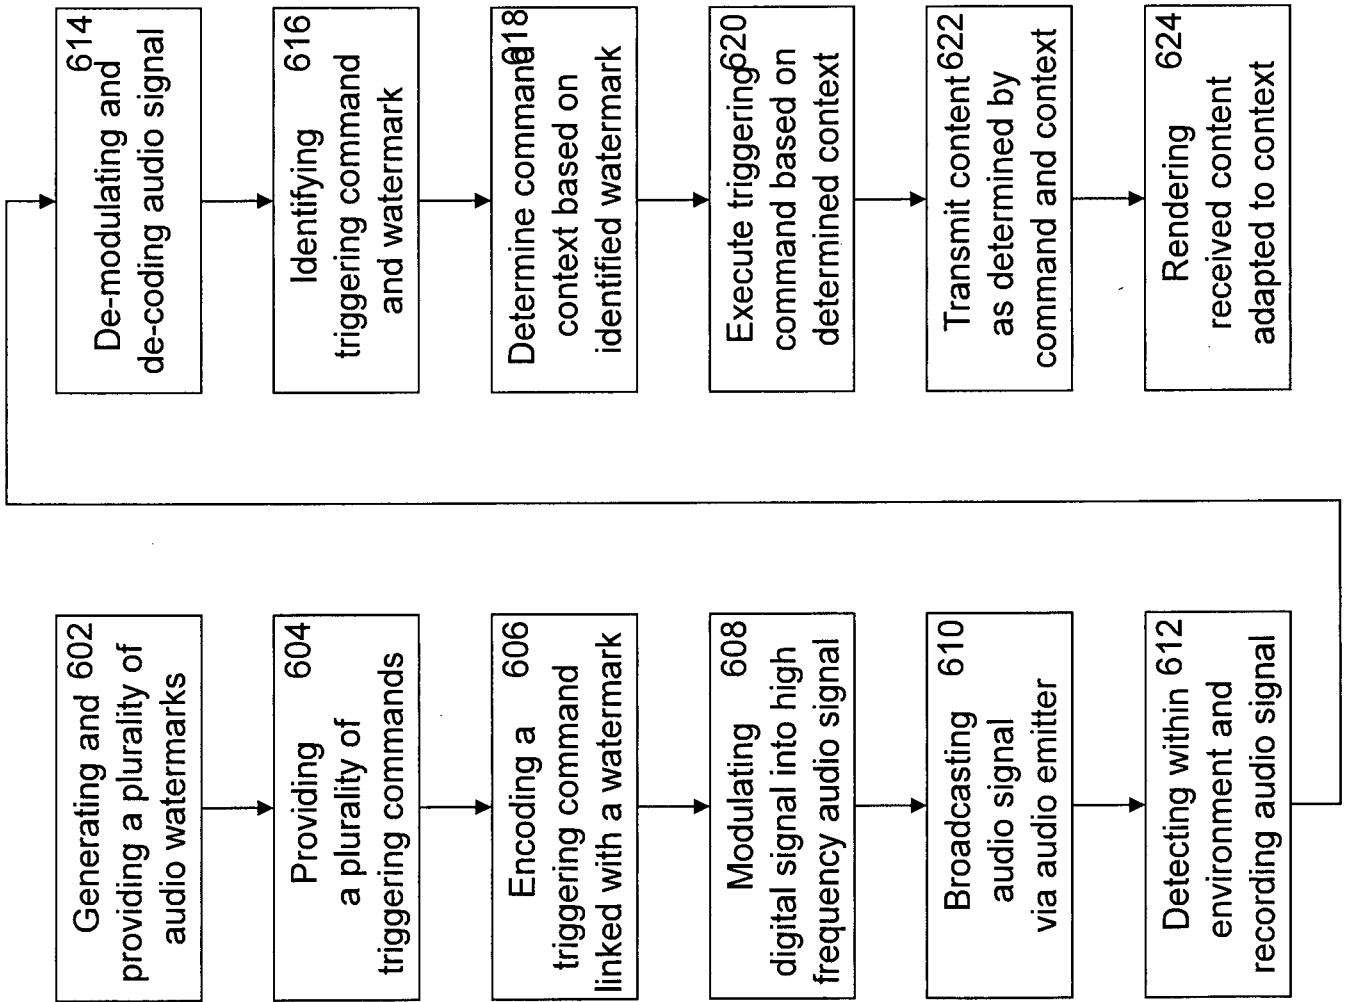 Generating and 602
providing a plurality of
audio watermarks
Providing 604
a plurality of
triggering commands
Encoding a 606
triggering command
linked with a watermark
Modulating 608
digital signal into high
frequency audio signal
Broadcasting 610
audio signal
via audio emitter
Detecting within 612
environment and
recording audio signal
614
De-modulating and
de-coding audio signal
Identifying 616
triggering command
and watermark
618
Determine command
context based on
identified watermark
Execute triggering 620
command based on
determined context
Transmit content 622
as determined by
command and context
Rendering 624
received content
adapted to context